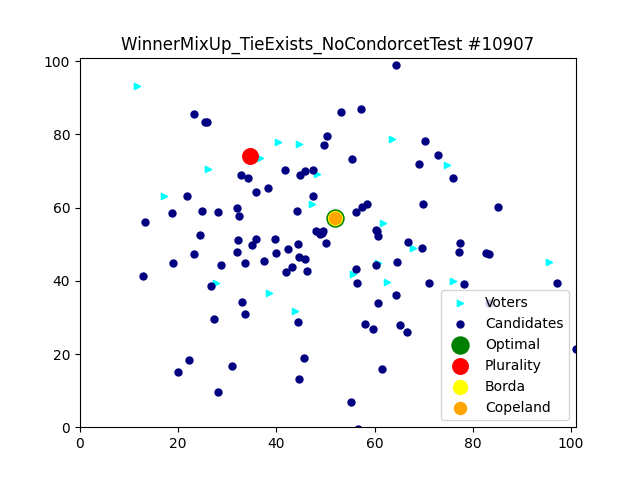 WinnerMixUp_TieExists_NoCondorcetTest #10907
100
80
60
40
20
0
0 20 40 60 80 100
Voters
Candidates
Optimal
Plurality
Borda
Copeland